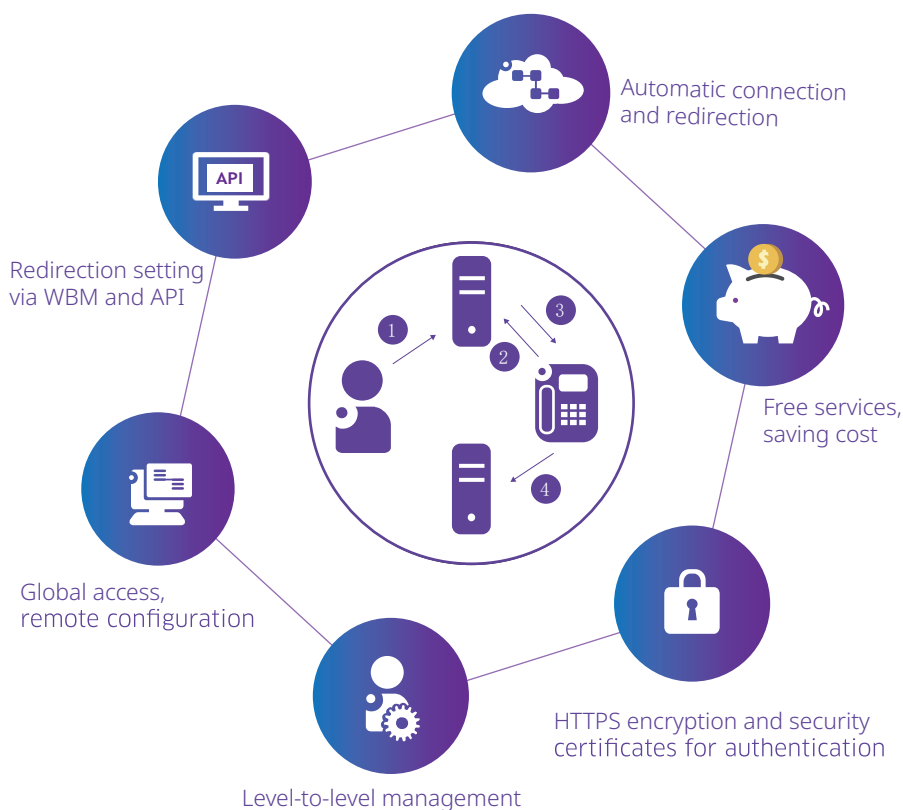 Automatic connection
and redirection
API
$
Redirection setting
via WBM and API
1
3
2
Free services,
saving cost
4
Global access,
remote configuration
HTTPS encryption and security
certificates for authentication
Level-to-level management